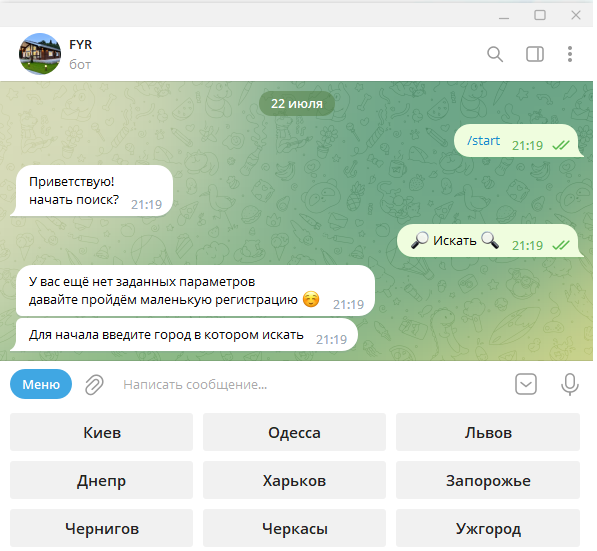 FYR
бот
22 июля
/start 21:19
Приветствую!
начать поиск? 21:19
🔎 Искать 🔍 21:19
У вас ещё нет заданных параметров
давайте пройдём маленькую регистрацию ☺️ 21:19
Для начала введите город в котором искать 21:19
Меню Написать сообщение...
Киев Одесса Львов
Днепр Харьков Запорожье
Чернигов Черкасы Ужгород